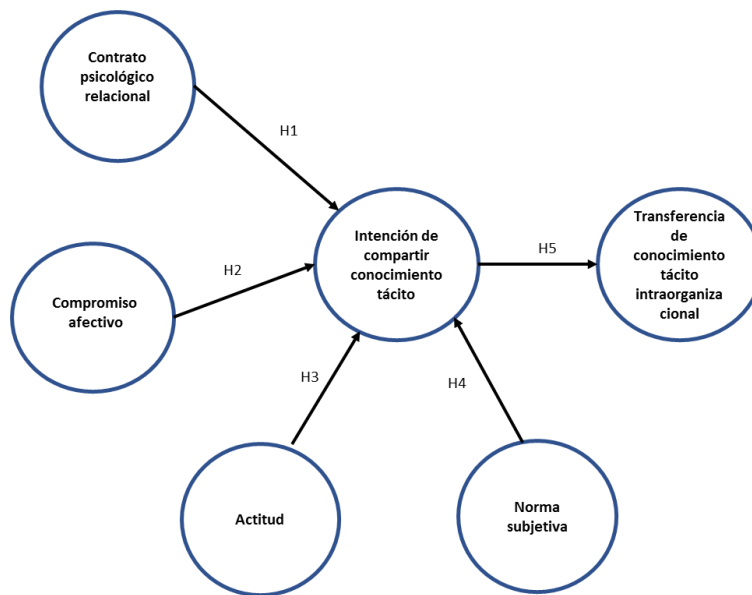 Contrato
psicológico
relacional
H1
Intención de
compartir
conocimiento
tácito
H5
Transferencia
de
conocimiento
tácito
intraorganiza
cional
H2
Compromiso
afectivo
H3
H4
Actitud
Norma
subjetiva